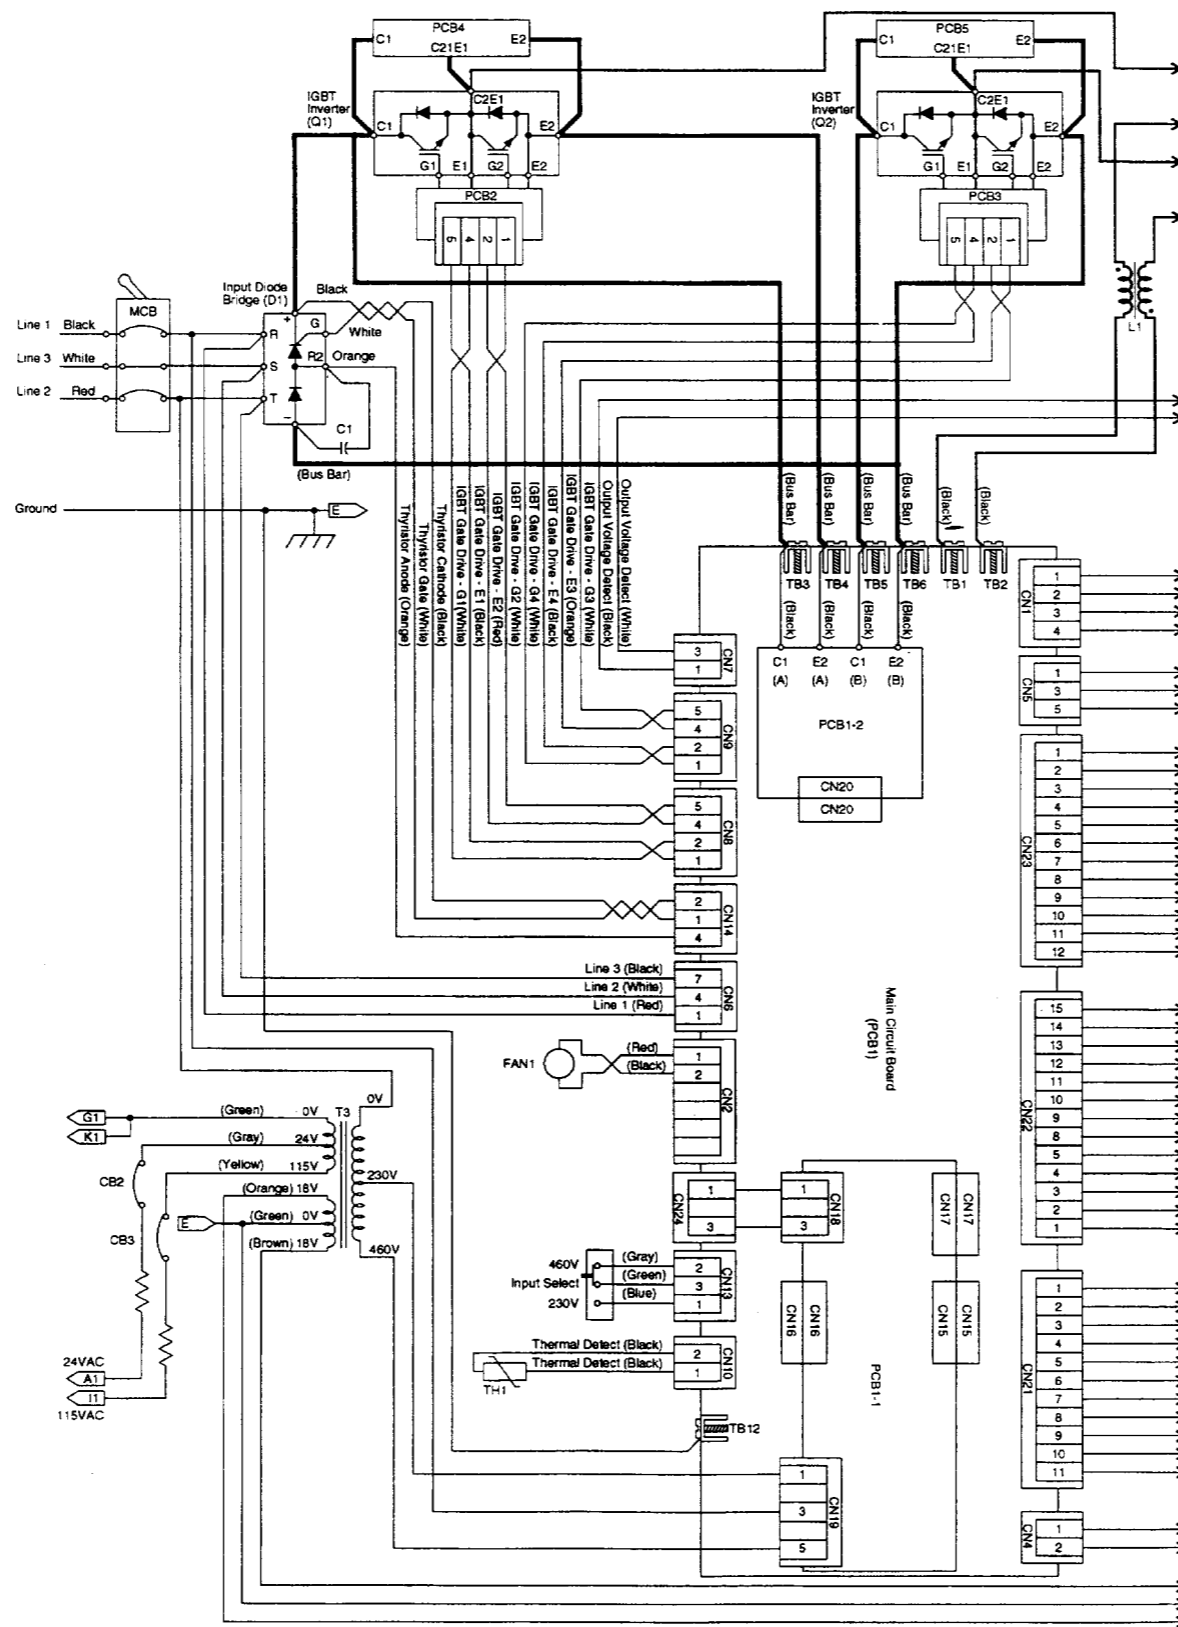 PCB4
C1
E2
C21E1
IGBT
Inverter
(Q1)
C1
C2E1
E2
G1
E1
G2
E2
PCB2
5
4
2
1
PCB5
C1
E2
C21E1
IGBT
Inverter
(Q2)
C1
C2E1
E2
G1
E1
G2
E2
PCB3
5
4
2
1
L1
MCB
Line 1 Black
Line 3 White
Line 2 Red
Input Diode
Bridge (D1)
Black
White
Orange
+
G
R
R2
S
T
−
C1
(Bus Bar)
Ground
E
Thyristor Anode (Orange)
Thyristor Gate (White)
Thyristor Cathode (Black)
IGBT Gate Drive - G1(White)
IGBT Gate Drive - E1 (Black)
IGBT Gate Drive - E2 (Red)
IGBT Gate Drive - G2 (White)
IGBT Gate Drive - G4 (White)
IGBT Gate Drive - E4 (Black)
IGBT Gate Drive - E3 (Orange)
IGBT Gate Drive - G3 (White)
Output Voltage Detect (Black)
Output Voltage Detect (White)
(Bus Bar)
(Bus Bar)
(Bus Bar)
(Bus Bar)
(Black)
(Black)
TB3
TB4
TB5
TB6
TB1
TB2
(Black)
(Black)
(Black)
(Black)
C1
E2
C1
E2
(A)
(A)
(B)
(B)
PCB1-2
CN20
CN20
CN7
3
1
CN9
5
4
2
1
CN8
5
4
2
1
CN14
2
1
4
Line 3 (Black)
Line 2 (White)
Line 1 (Red)
CN6
7
4
1
FAN1
(Red)
(Black)
CN2
1
2
Main Circuit Board
(PCB1)
G1
K1
(Green) 0V
(Gray) 24V
(Yellow) 115V
(Orange) 18V
(Green) 0V
(Brown) 18V
T3
0V
230V
460V
CB2
CB3
E
24VAC
A1
I1
115VAC
CN24
1
3
CN18
1
3
460V
Input Select
230V
(Gray)
(Green)
(Blue)
CN13
2
3
1
Thermal Detect (Black)
Thermal Detect (Black)
TH1
CN10
2
1
TB12
CN17
CN17
CN16
CN16
CN15
CN15
PCB1-1
CN19
1
3
5
CN1
1
2
3
4
CN5
1
3
5
CN23
1
2
3
4
5
6
7
8
9
10
11
12
CN22
15
14
13
12
11
10
9
8
5
4
3
2
1
CN21
1
2
3
4
5
6
7
8
9
10
11
CN4
1
2